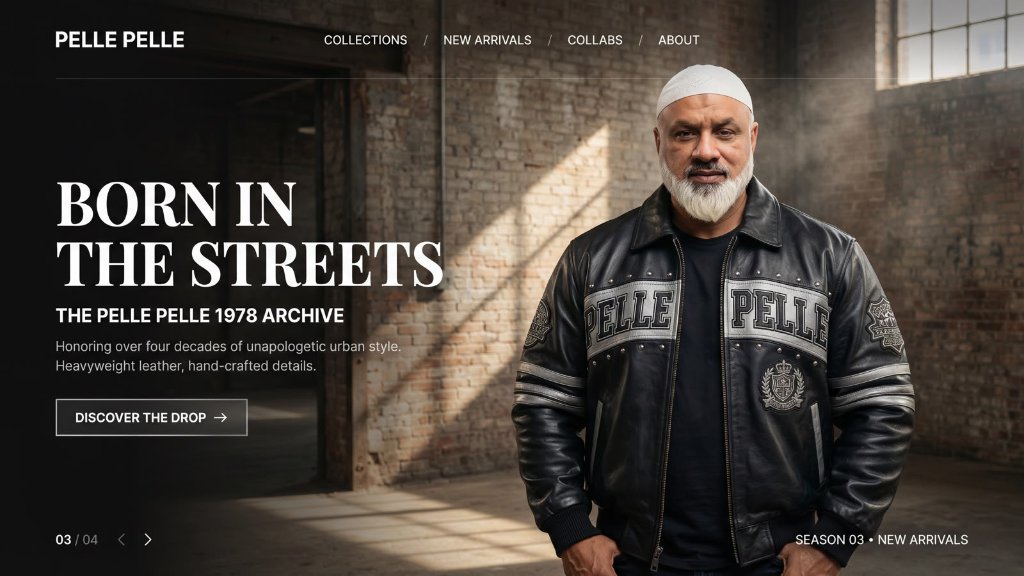 PELLE PELLE
COLLECTIONS / NEW ARRIVALS / COLLABS / ABOUT
BORN IN
THE STREETS
THE PELLE PELLE 1978 ARCHIVE
Honoring over four decades of unapologetic urban style.
Heavyweight leather, hand-crafted details.
DISCOVER THE DROP →
PELLE PELLE
03 / 04
SEASON 03 • NEW ARRIVALS